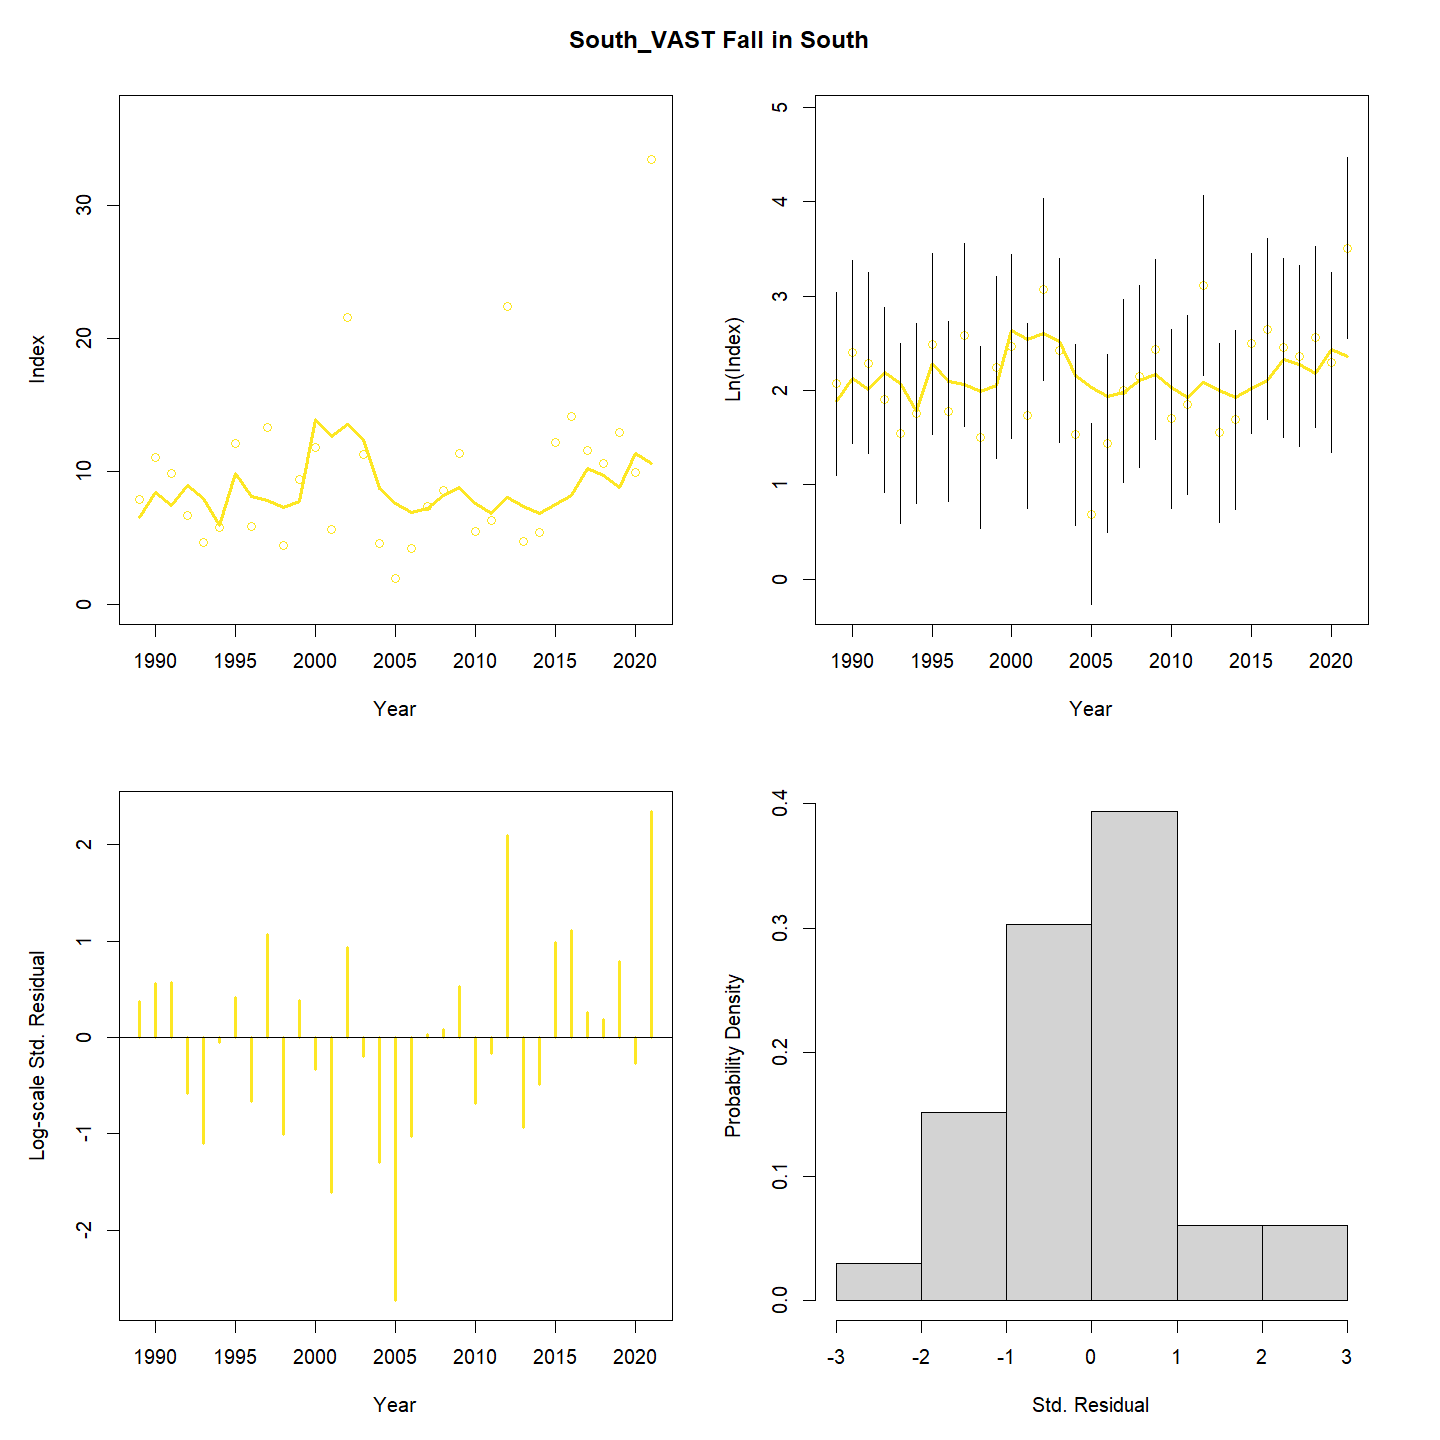 South_VAST Fall in South
Index
0
10
20
30
1990 1995 2000 2005 2010 2015 2020
Year
Ln(Index)
0
1
2
3
4
5
1990 1995 2000 2005 2010 2015 2020
Year
Log-scale Std. Residual
-2
-1
0
1
2
1990 1995 2000 2005 2010 2015 2020
Year
Probability Density
0.0
0.1
0.2
0.3
0.4
-3 -2 -1 0 1 2 3
Std. Residual